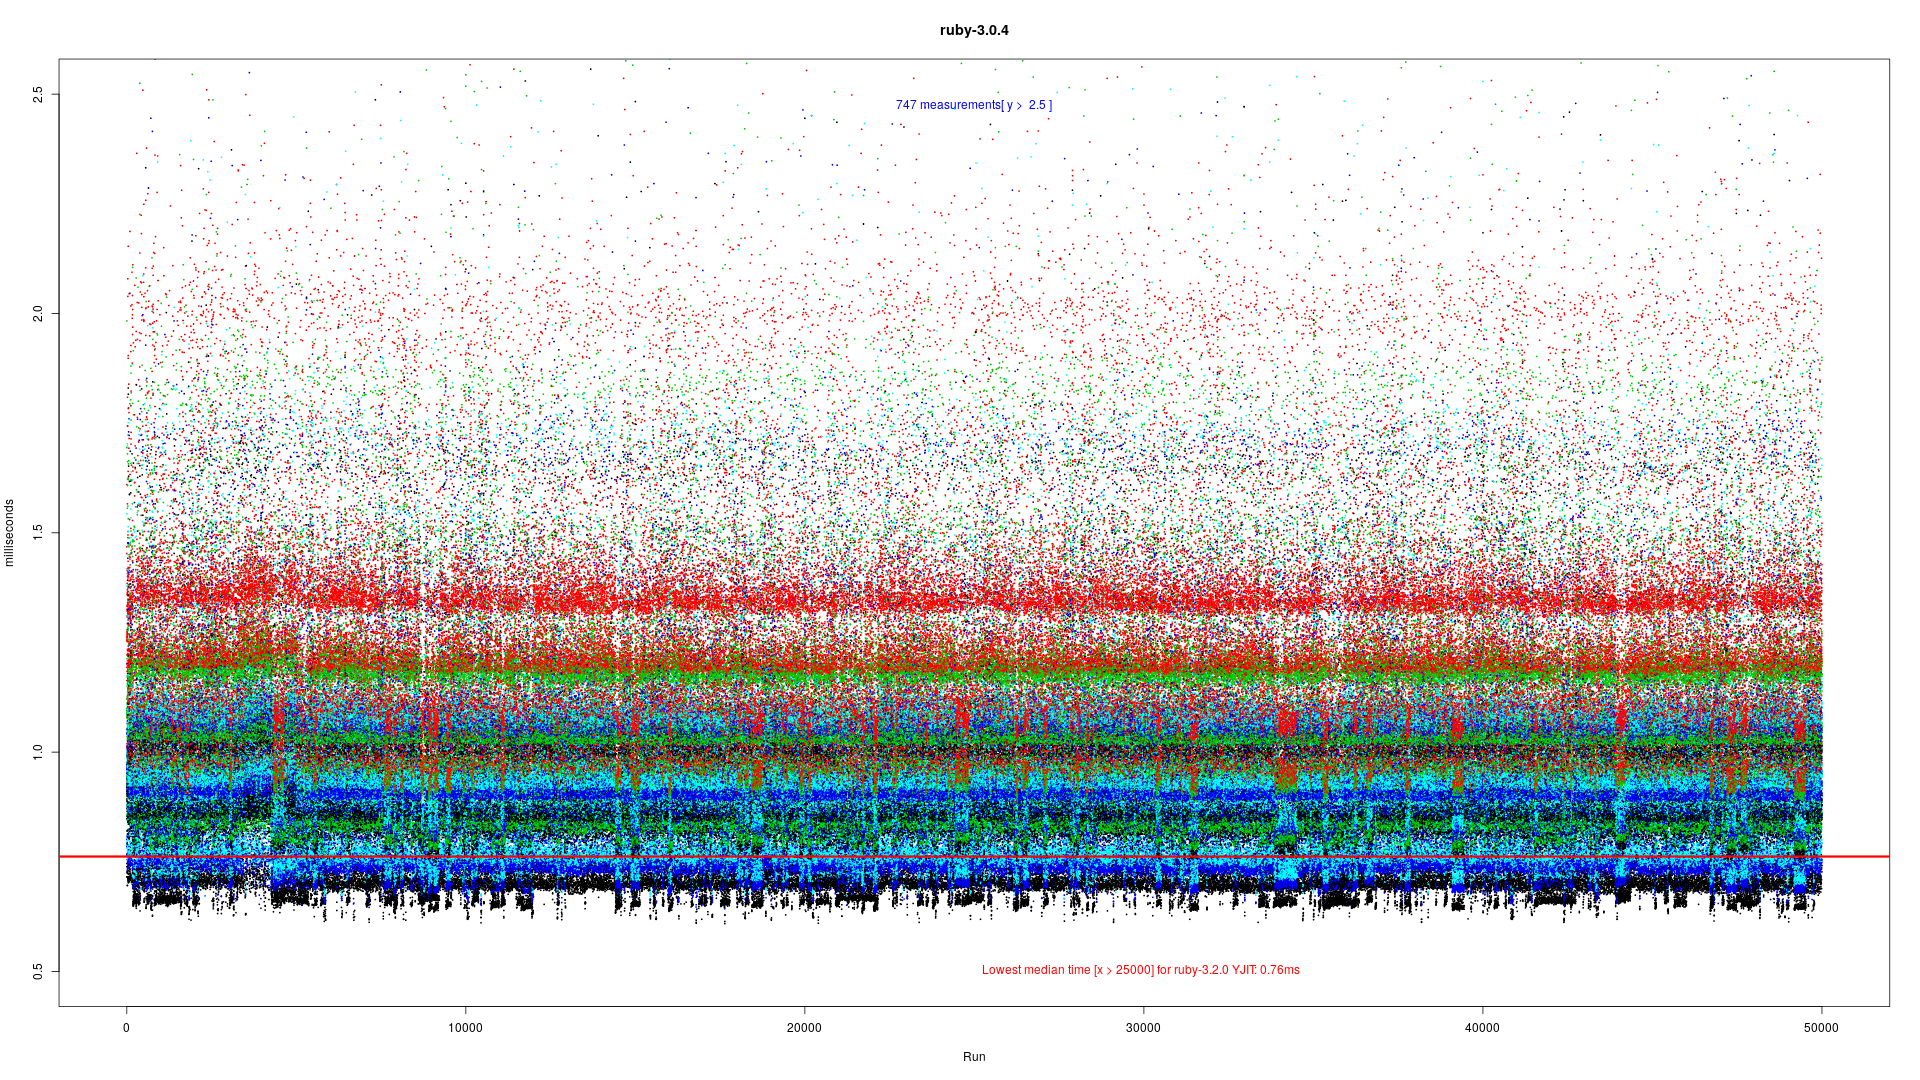 ruby-3.0.4
747 measurements[ y > 2.5 ]
milliseconds
2.5
2.0
1.5
1.0
0.5
Lowest median time [x > 25000] for ruby-3.2.0 YJIT: 0.76ms
0 10000 20000 30000 40000 50000
Run